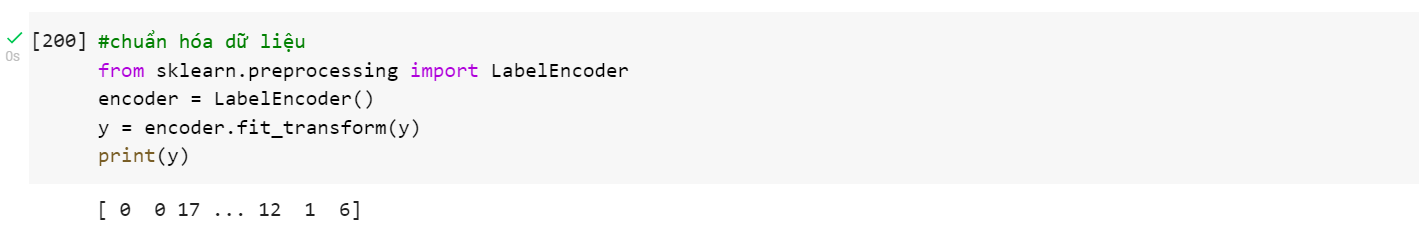 [200] #chuẩn hóa dữ liệu
0s
from sklearn.preprocessing import LabelEncoder
encoder = LabelEncoder()
y = encoder.fit_transform(y)
print(y)
[ 0  0 17 ... 12  1  6]